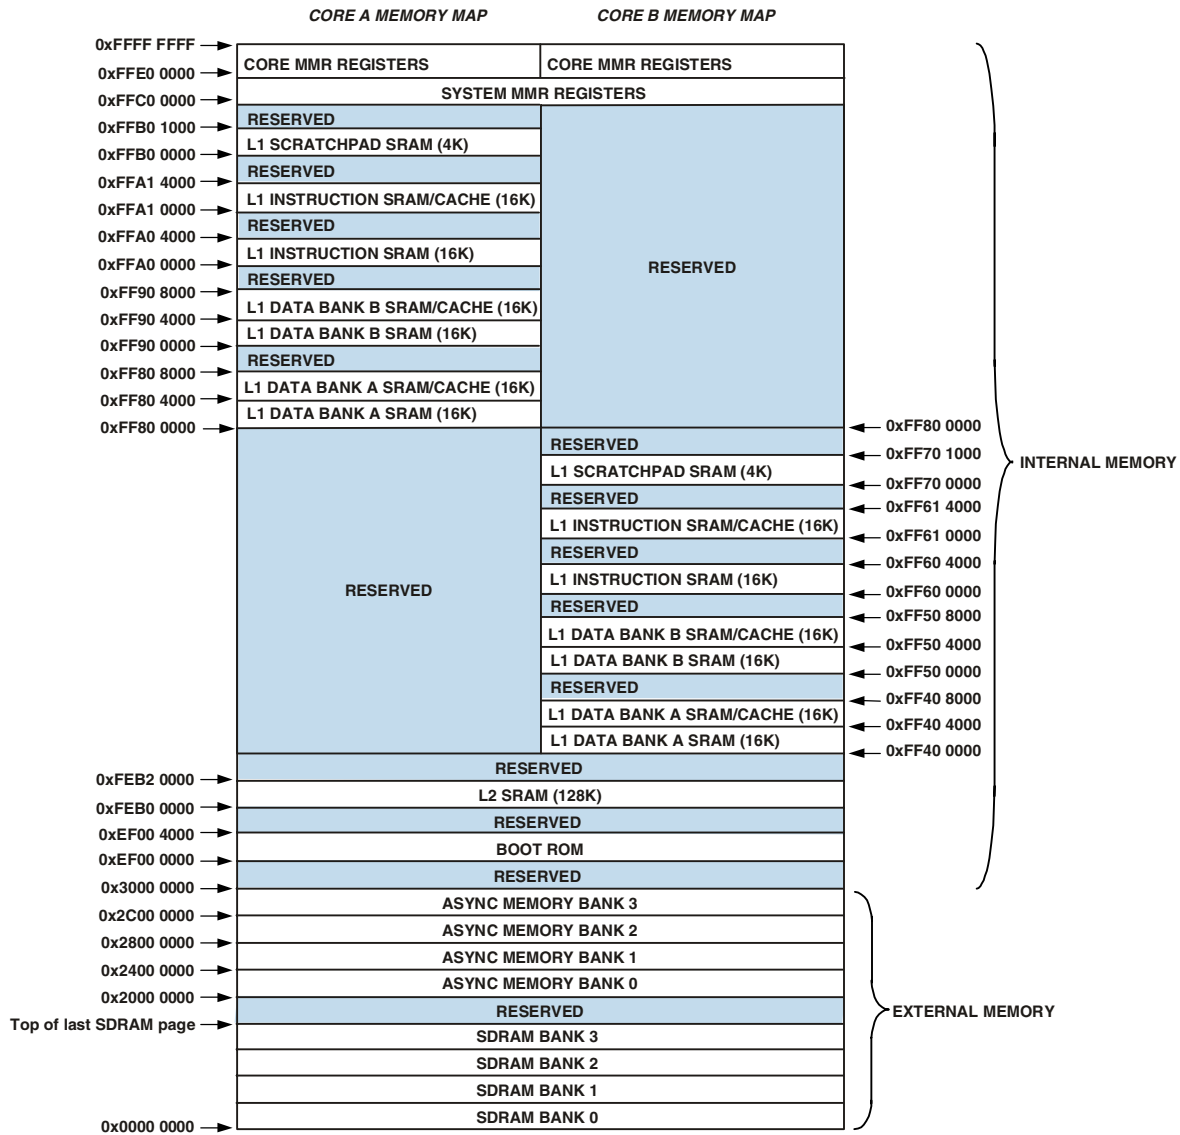 CORE A MEMORY MAP
CORE B MEMORY MAP
0xFFFF FFFF
CORE MMR REGISTERS
CORE MMR REGISTERS
0xFFE0 0000
SYSTEM MMR REGISTERS
0xFFC0 0000
RESERVED
0xFFB0 1000
L1 SCRATCHPAD SRAM (4K)
0xFFB0 0000
RESERVED
0xFFA1 4000
L1 INSTRUCTION SRAM/CACHE (16K)
0xFFA1 0000
RESERVED
0xFFA0 4000
L1 INSTRUCTION SRAM (16K)
0xFFA0 0000
RESERVED
RESERVED
0xFF90 8000
L1 DATA BANK B SRAM/CACHE (16K)
0xFF90 4000
L1 DATA BANK B SRAM (16K)
0xFF90 0000
RESERVED
0xFF80 8000
L1 DATA BANK A SRAM/CACHE (16K)
0xFF80 4000
L1 DATA BANK A SRAM (16K)
0xFF80 0000
0xFF80 0000
RESERVED
0xFF70 1000
INTERNAL MEMORY
L1 SCRATCHPAD SRAM (4K)
0xFF70 0000
RESERVED
0xFF61 4000
L1 INSTRUCTION SRAM/CACHE (16K)
0xFF61 0000
RESERVED
0xFF60 4000
L1 INSTRUCTION SRAM (16K)
RESERVED
0xFF60 0000
RESERVED
0xFF50 8000
L1 DATA BANK B SRAM/CACHE (16K)
0xFF50 4000
L1 DATA BANK B SRAM (16K)
0xFF50 0000
RESERVED
0xFF40 8000
L1 DATA BANK A SRAM/CACHE (16K)
0xFF40 4000
L1 DATA BANK A SRAM (16K)
0xFF40 0000
RESERVED
0xFEB2 0000
L2 SRAM (128K)
0xFEB0 0000
RESERVED
0xEF00 4000
BOOT ROM
0xEF00 0000
RESERVED
0x3000 0000
ASYNC MEMORY BANK 3
0x2C00 0000
ASYNC MEMORY BANK 2
0x2800 0000
ASYNC MEMORY BANK 1
0x2400 0000
ASYNC MEMORY BANK 0
0x2000 0000
RESERVED
EXTERNAL MEMORY
Top of last SDRAM page
SDRAM BANK 3
SDRAM BANK 2
SDRAM BANK 1
SDRAM BANK 0
0x0000 0000